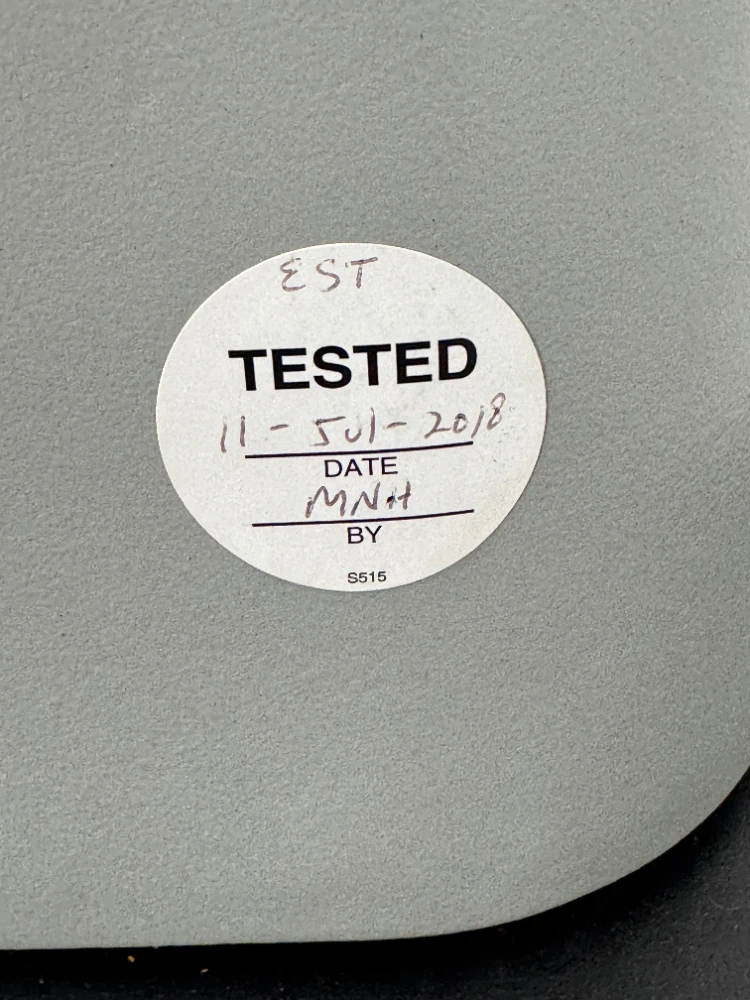 EST
TESTED
11-Jul-2018
DATE
MNH
BY
S515